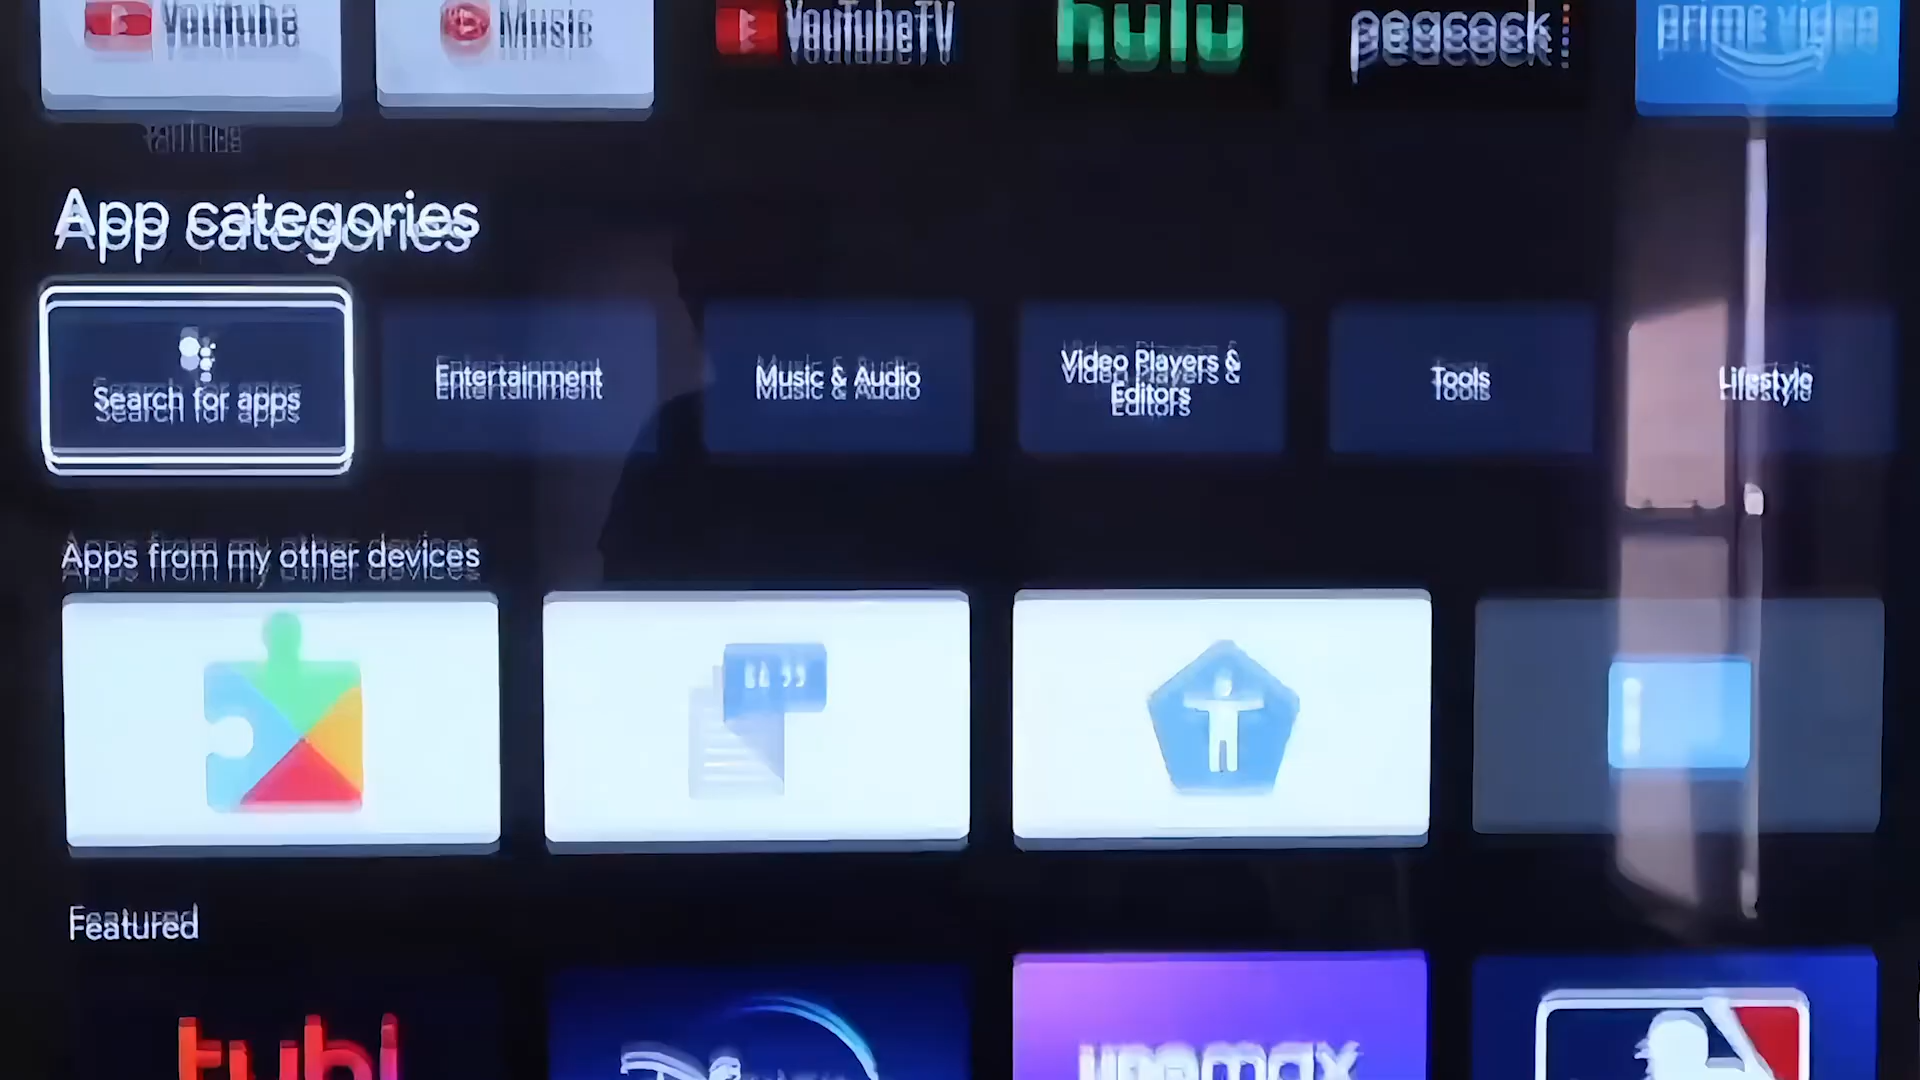 YouTube
Music
YouTubeTV
hulu
peacock
prime video
YouTube
App categories
Search for apps
Entertainment
Music & Audio
Video Players &
Editors
Tools
Lifestyle
Apps from my other devices
Featured
tubi